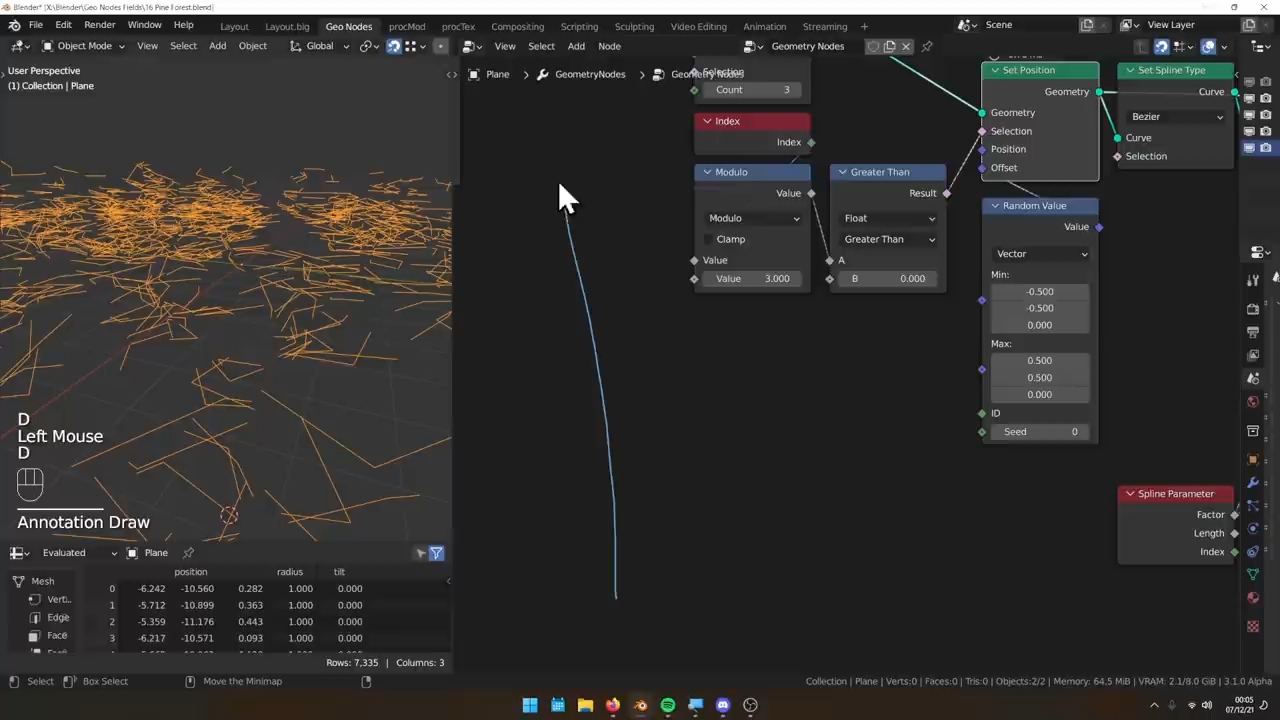 Blender* [X:\Blender\Geo Nodes Fields\16 Pine Forest.blend]
File Edit Render Window Help Layout Layout.big Geo Nodes procMod procTex Compositing Scripting Sculpting Video Editing Animation Streaming + Scene View Layer
Object Mode View Select Add Object Global View Select Add Node Geometry Nodes
User Perspective
(1) Collection | Plane
Plane > GeometryNodes > Geometry Nodes
Selection
Count 3
Index
Index
Modulo
Value
Modulo
Clamp
Value
Value 3.000
Greater Than
Result
Float
Greater Than
A
B 0.000
Set Position
Geometry
Geometry
Selection
Position
Offset
Set Spline Type
Curve
Bezier
Curve
Selection
Random Value
Value
Vector
Min:
-0.500
-0.500
0.000
Max:
0.500
0.500
0.000
ID
Seed 0
Spline Parameter
Factor
Length
Index
D
Left Mouse
D
Annotation Draw
Evaluated Plane
Mesh
Verti..
Edge
Face
position radius tilt
0 -6.242 -10.560 0.282 1.000 0.000
1 -5.712 -10.899 0.363 1.000 0.000
2 -5.359 -11.176 0.443 1.000 0.000
3 -6.217 -10.571 0.093 1.000 0.000
Rows: 7,335 | Columns: 3
Select Box Select Move the Minimap Collection | Plane | Verts:0 | Faces:0 | Tris:0 | Objects:2/2 | Memory: 64.5 MiB | VRAM: 2.1/8.0 GiB | 3.1.0 Alpha
00:05
07/12/21